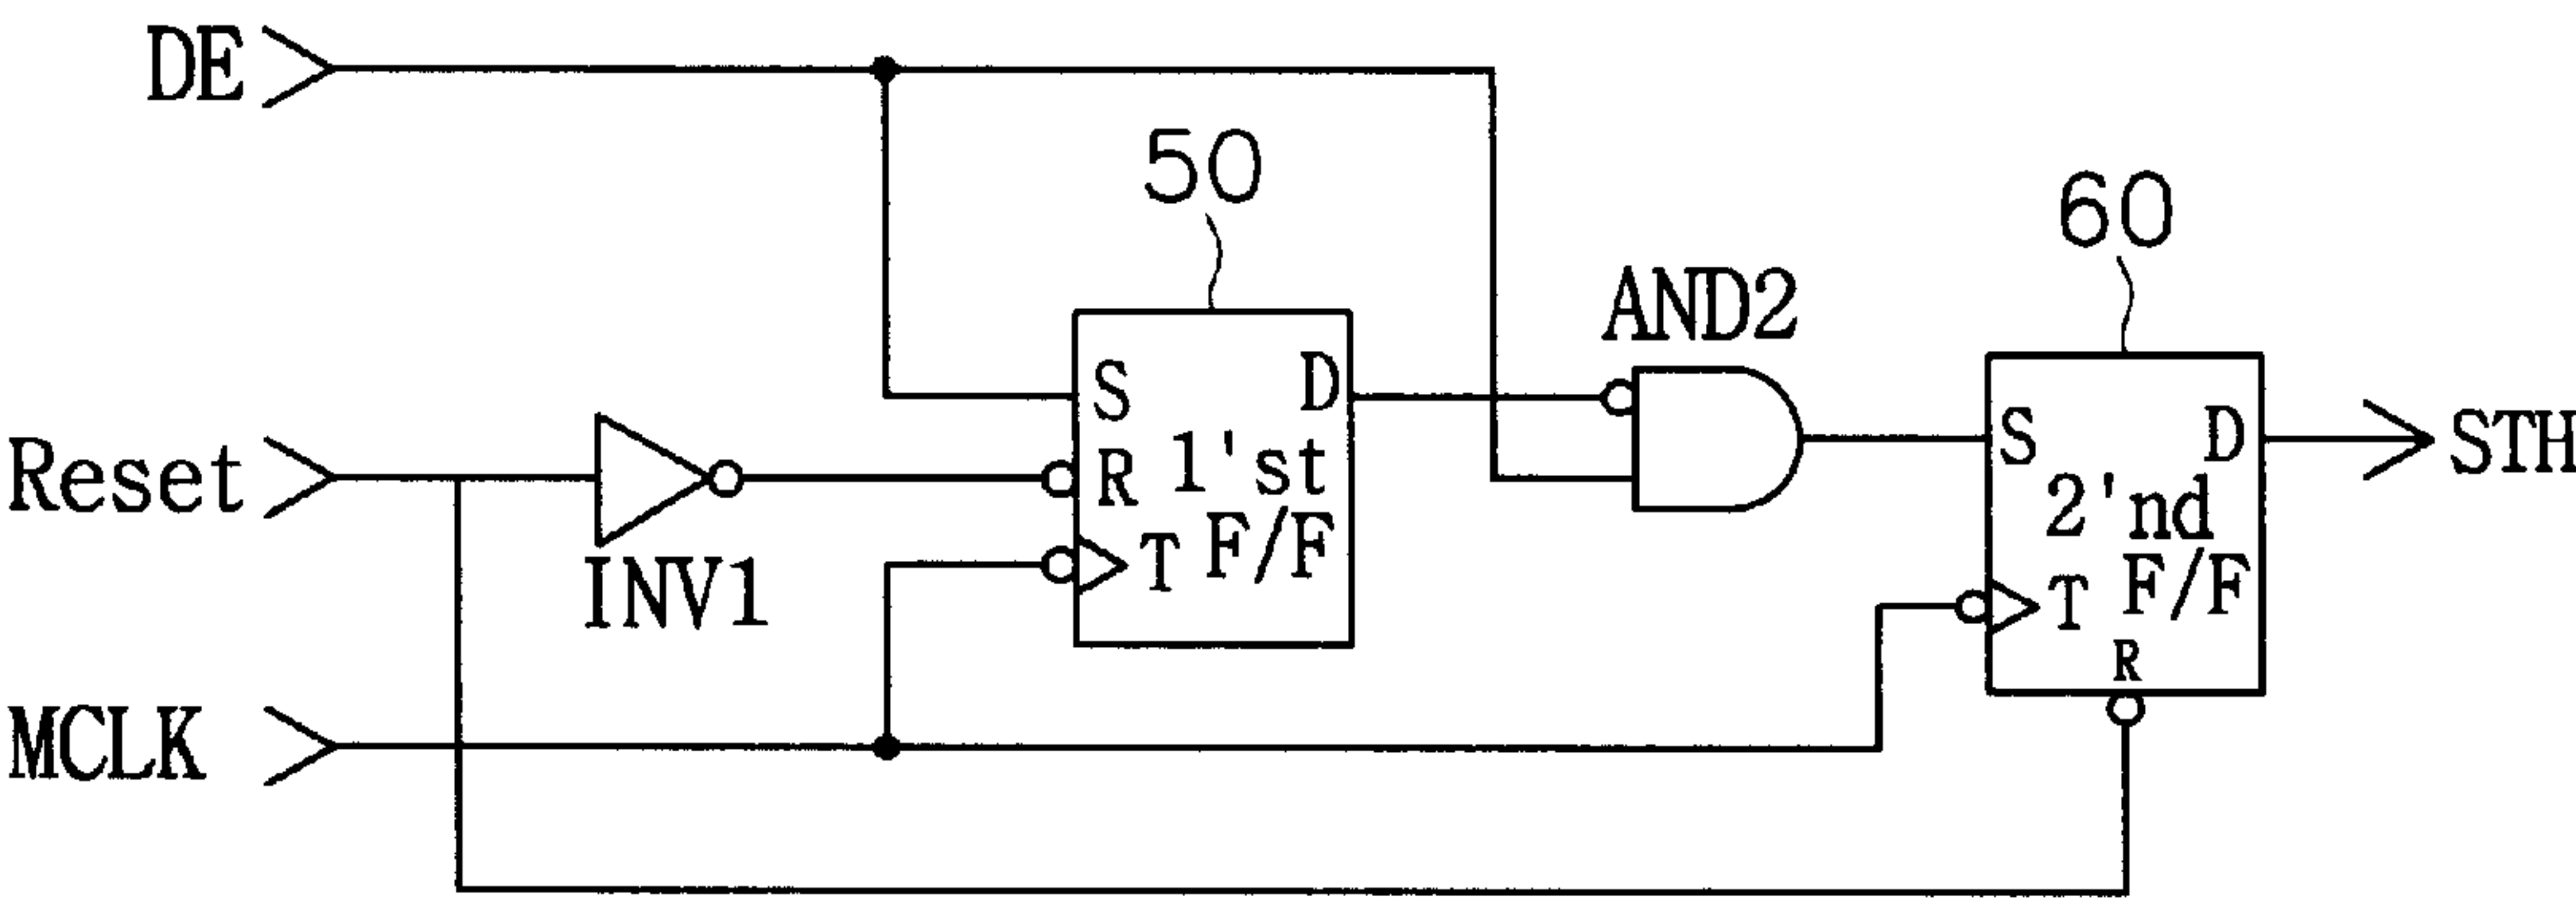 DE
50
60
AND2
S
D
Reset
R
1'st
F/F
T
INV1
S
D
STH
2'nd
F/F
T
R
MCLK